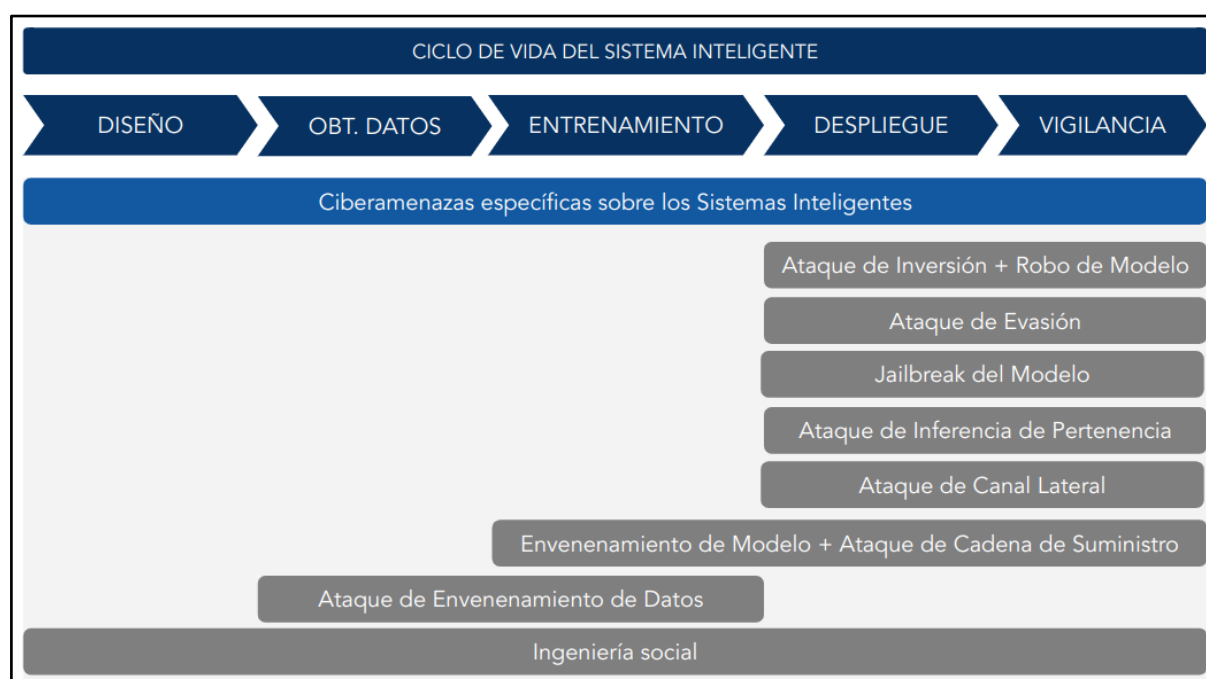 CICLO DE VIDA DEL SISTEMA INTELIGENTE
DISEÑO
OBT. DATOS
ENTRENAMIENTO
DESPLIEGUE
VIGILANCIA
Ciberamenazas específicas sobre los Sistemas Inteligentes
Ataque de Inversión + Robo de Modelo
Ataque de Evasión
Jailbreak del Modelo
Ataque de Inferencia de Pertenencia
Ataque de Canal Lateral
Envenenamiento de Modelo + Ataque de Cadena de Suministro
Ataque de Envenenamiento de Datos
Ingeniería social